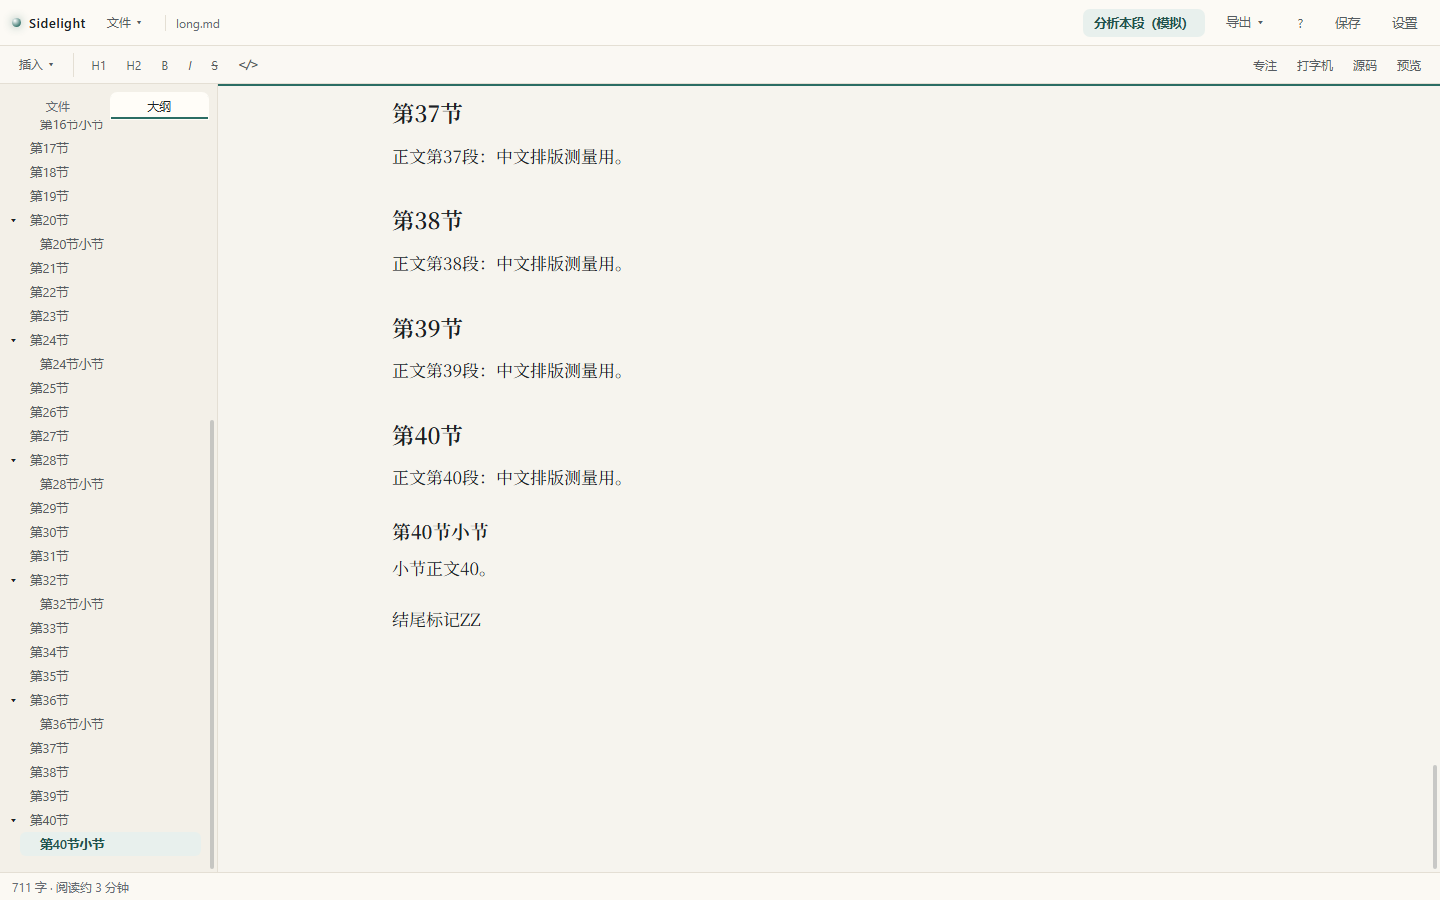 Sidelight 文件 long.md 分析本段（模拟） 导出 ? 保存 设置
插入 H1 H2 B I S </> 专注 打字机 源码 预览
文件 大纲
第16节小节
第17节
第18节
第19节
第20节
第20节小节
第21节
第22节
第23节
第24节
第24节小节
第25节
第26节
第27节
第28节
第28节小节
第29节
第30节
第31节
第32节
第32节小节
第33节
第34节
第35节
第36节
第36节小节
第37节
第38节
第39节
第40节
第40节小节
第37节
正文第37段：中文排版测量用。
第38节
正文第38段：中文排版测量用。
第39节
正文第39段：中文排版测量用。
第40节
正文第40段：中文排版测量用。
第40节小节
小节正文40。
结尾标记ZZ
711 字 · 阅读约 3 分钟